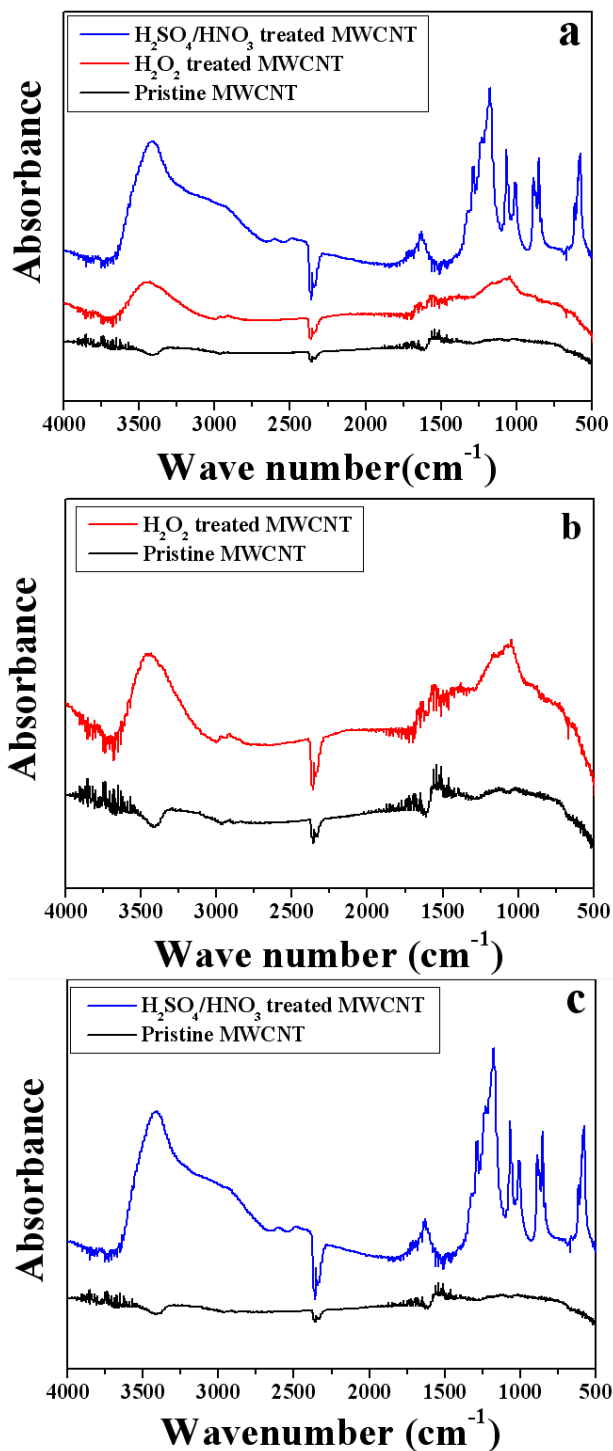 a
H₂SO₄/HNO₃ treated MWCNT
H₂O₂ treated MWCNT
Pristine MWCNT
Absorbance
4000 3500 3000 2500 2000 1500 1000 500
Wave number(cm⁻¹)
b
H₂O₂ treated MWCNT
Pristine MWCNT
Absorbance
4000 3500 3000 2500 2000 1500 1000 500
Wave number (cm⁻¹)
c
H₂SO₄/HNO₃ treated MWCNT
Pristine MWCNT
Absorbance
4000 3500 3000 2500 2000 1500 1000 500
Wavenumber (cm⁻¹)